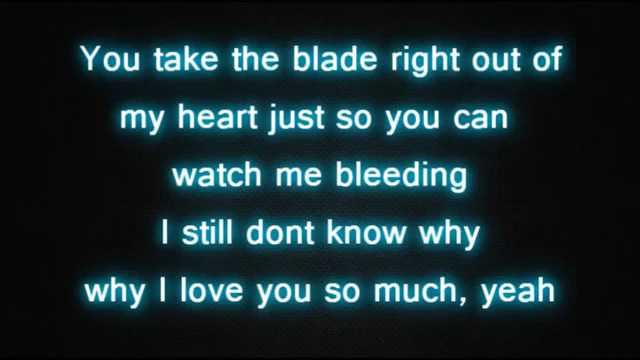 You take the blade right out of
my heart just so you can
watch me bleeding
I still dont know why
why I love you so much, yeah